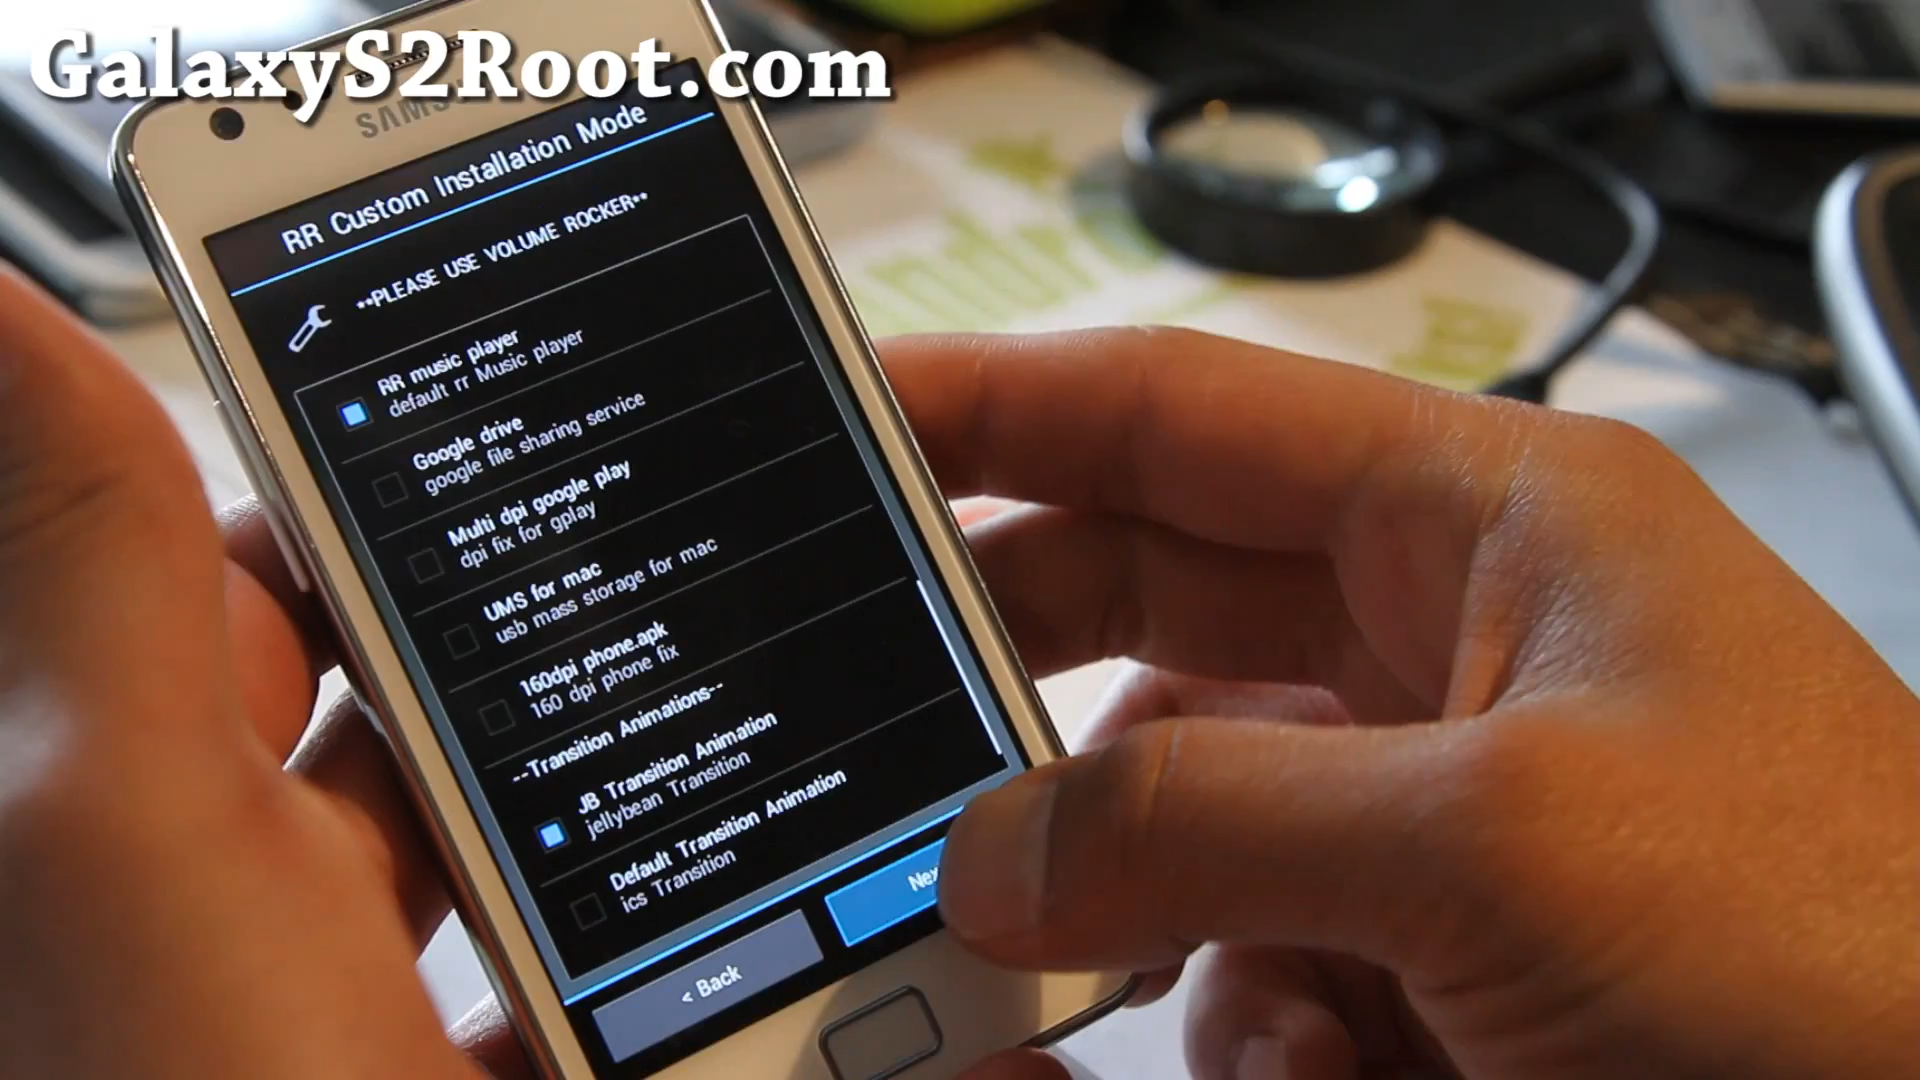 GalaxyS2Root.com
RR Custom Installation Mode
**PLEASE USE VOLUME ROCKER**
RR music player
default rr Music player
Google drive
google file sharing service
Multi dpi google play
dpi fix for gplay
UMS for mac
usb mass storage for mac
160dpi phone.apk
160 dpi phone fix
--Transition Animations--
JB Transition Animation
jellybean Transition
Default Transition Animation
ics Transition
< Back